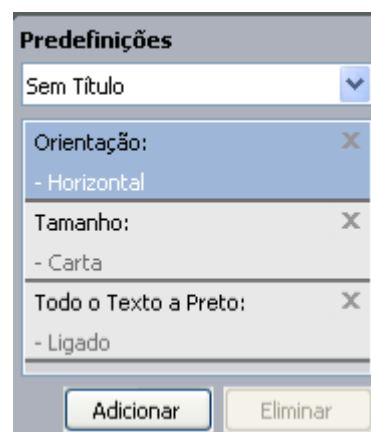 Predefinições
Sem Título
Orientação:
- Horizontal
Tamanho:
- Carta
Todo o Texto a Preto:
- Ligado
Adicionar Eliminar